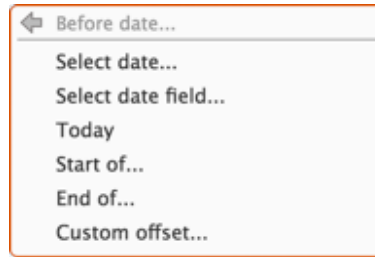 Before date...
Select date...
Select date field...
Today
Start of...
End of...
Custom offset...